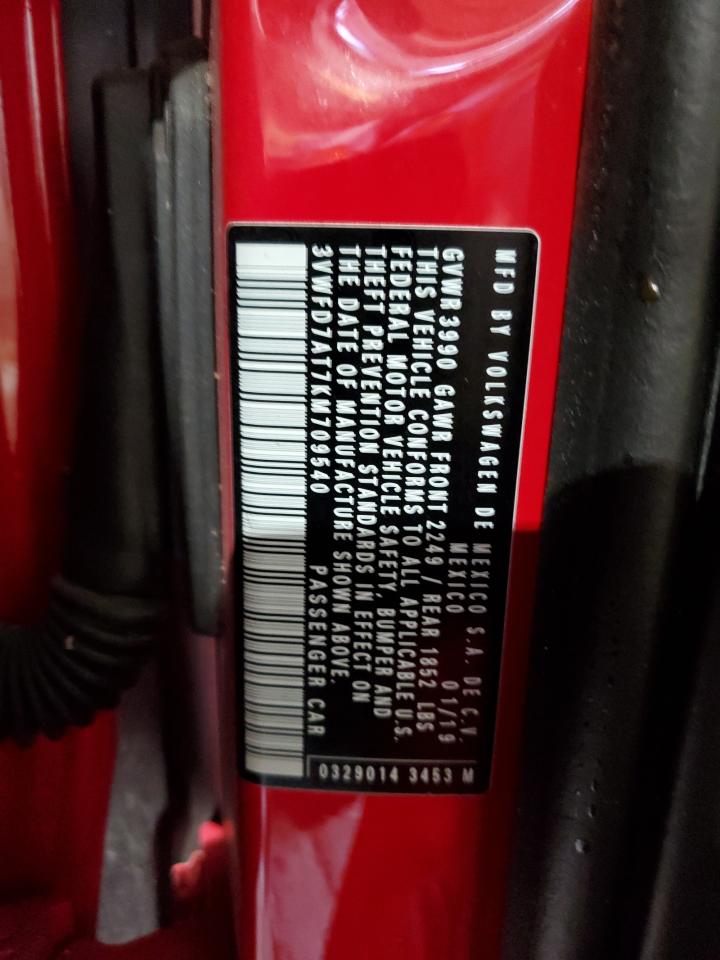 MFD BY VOLKSWAGEN DE MEXICO S.A. DE C.V.
MEXICO 01/19
GVWR 3990 GAWR FRONT 2249 / REAR 1852 LBS
THIS VEHICLE CONFORMS TO ALL APPLICABLE U.S.
FEDERAL MOTOR VEHICLE SAFETY, BUMPER AND
THEFT PREVENTION STANDARDS IN EFFECT ON
THE DATE OF MANUFACTURE SHOWN ABOVE.
3VWFD7AT7KM709540 PASSENGER CAR
0329014 3453 M